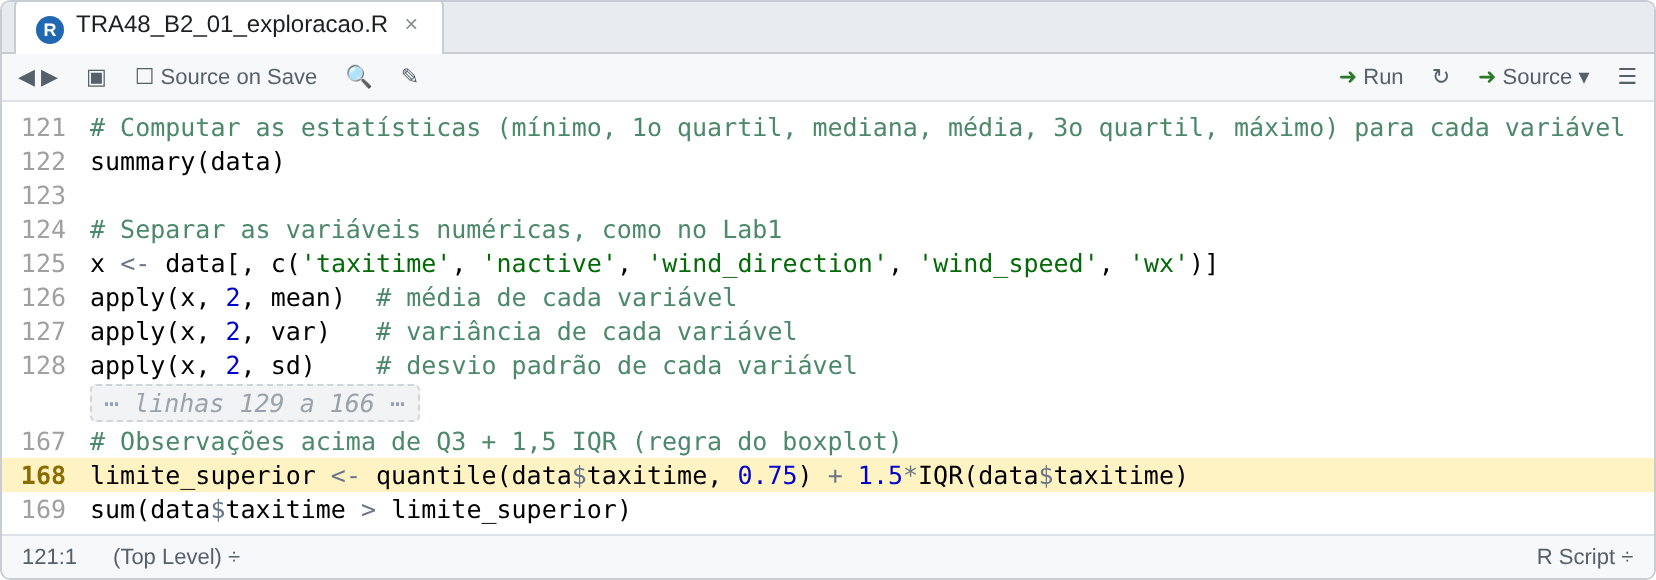 R TRA48_B2_01_exploracao.R ×
◀ ▶ ▣ ☐ Source on Save 🔍 ✎ ➜ Run ↻ ➜ Source ▾ ☰
121 # Computar as estatísticas (mínimo, 1o quartil, mediana, média, 3o quartil, máximo) para cada variável
122 summary(data)
123
124 # Separar as variáveis numéricas, como no Lab1
125 x <- data[, c('taxitime', 'nactive', 'wind_direction', 'wind_speed', 'wx')]
126 apply(x, 2, mean)  # média de cada variável
127 apply(x, 2, var)   # variância de cada variável
128 apply(x, 2, sd)    # desvio padrão de cada variável
⋯ linhas 129 a 166 ⋯
167 # Observações acima de Q3 + 1,5 IQR (regra do boxplot)
168 limite_superior <- quantile(data$taxitime, 0.75) + 1.5*IQR(data$taxitime)
169 sum(data$taxitime > limite_superior)
121:1 (Top Level) ÷ R Script ÷